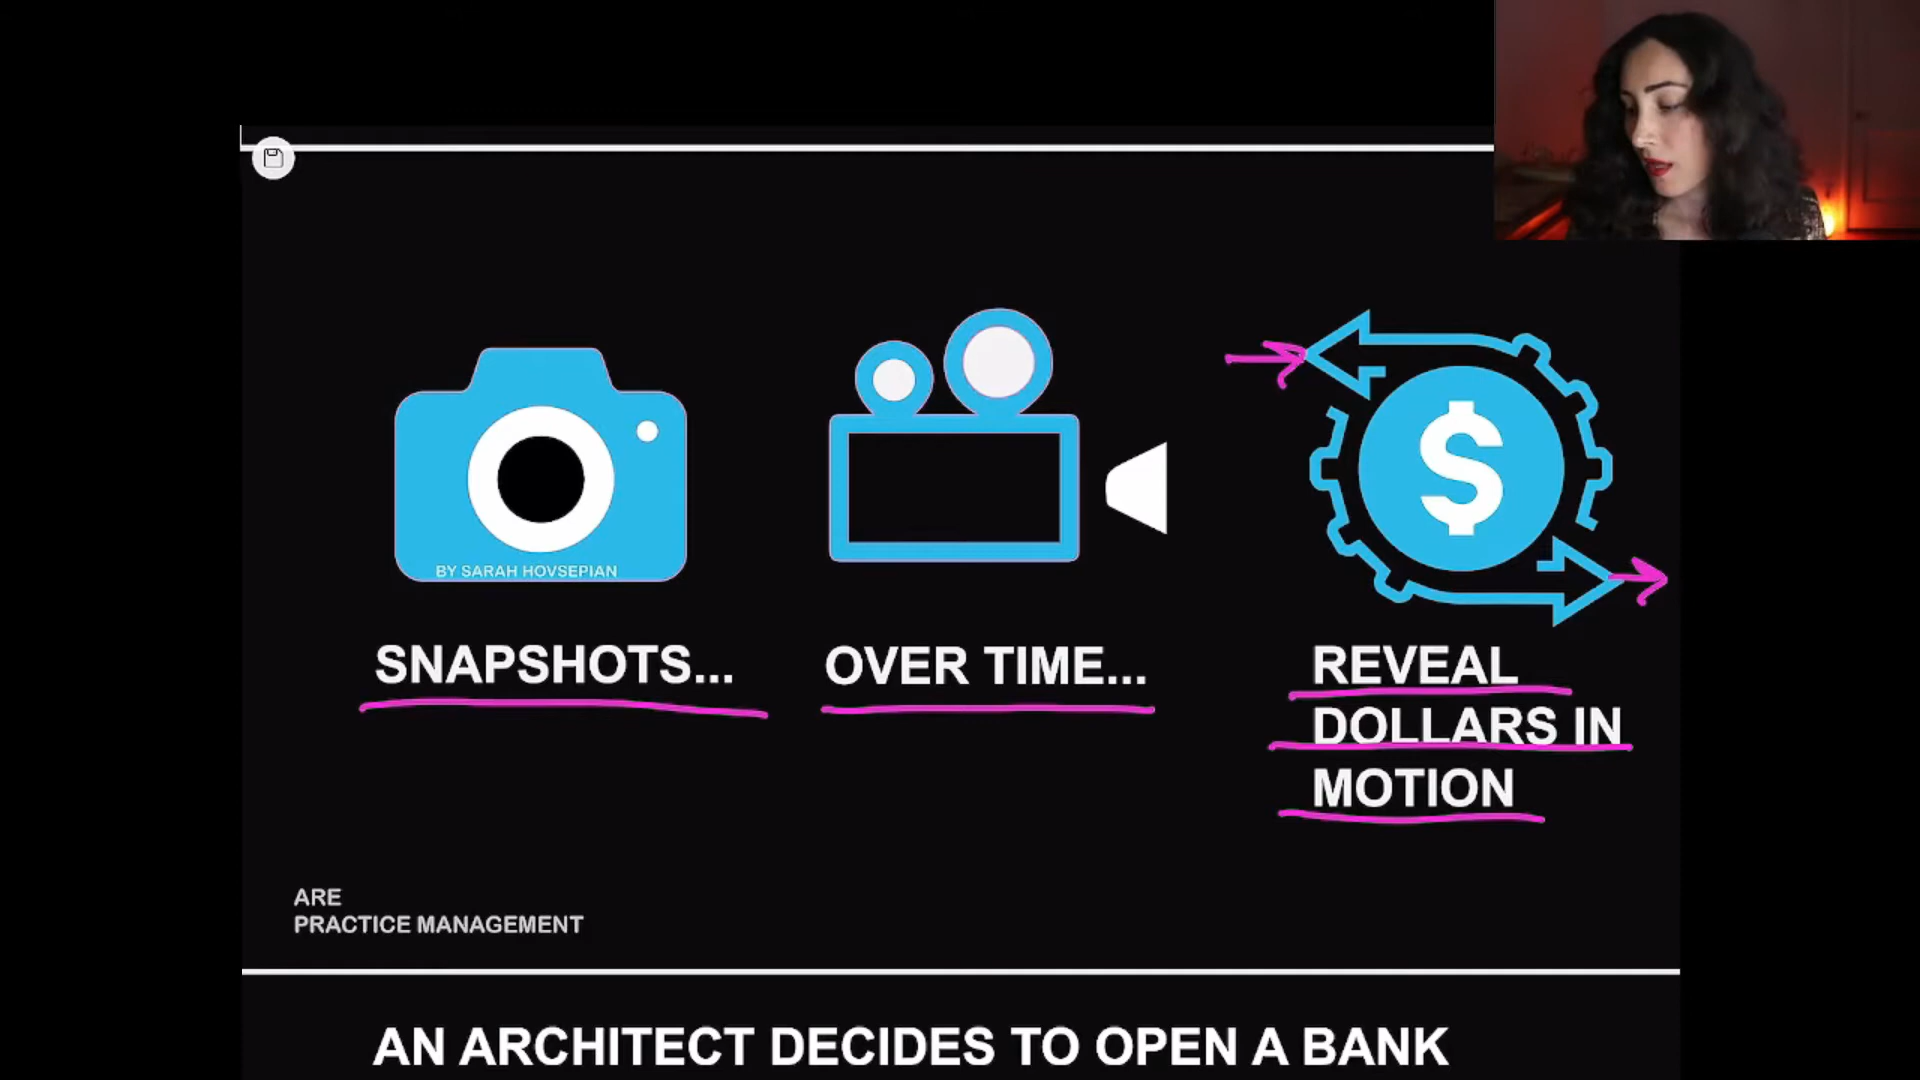 BY SARAH HOVSEPIAN
SNAPSHOTS...
OVER TIME...
REVEAL
DOLLARS IN
MOTION
$
ARE
PRACTICE MANAGEMENT
AN ARCHITECT DECIDES TO OPEN A BANK